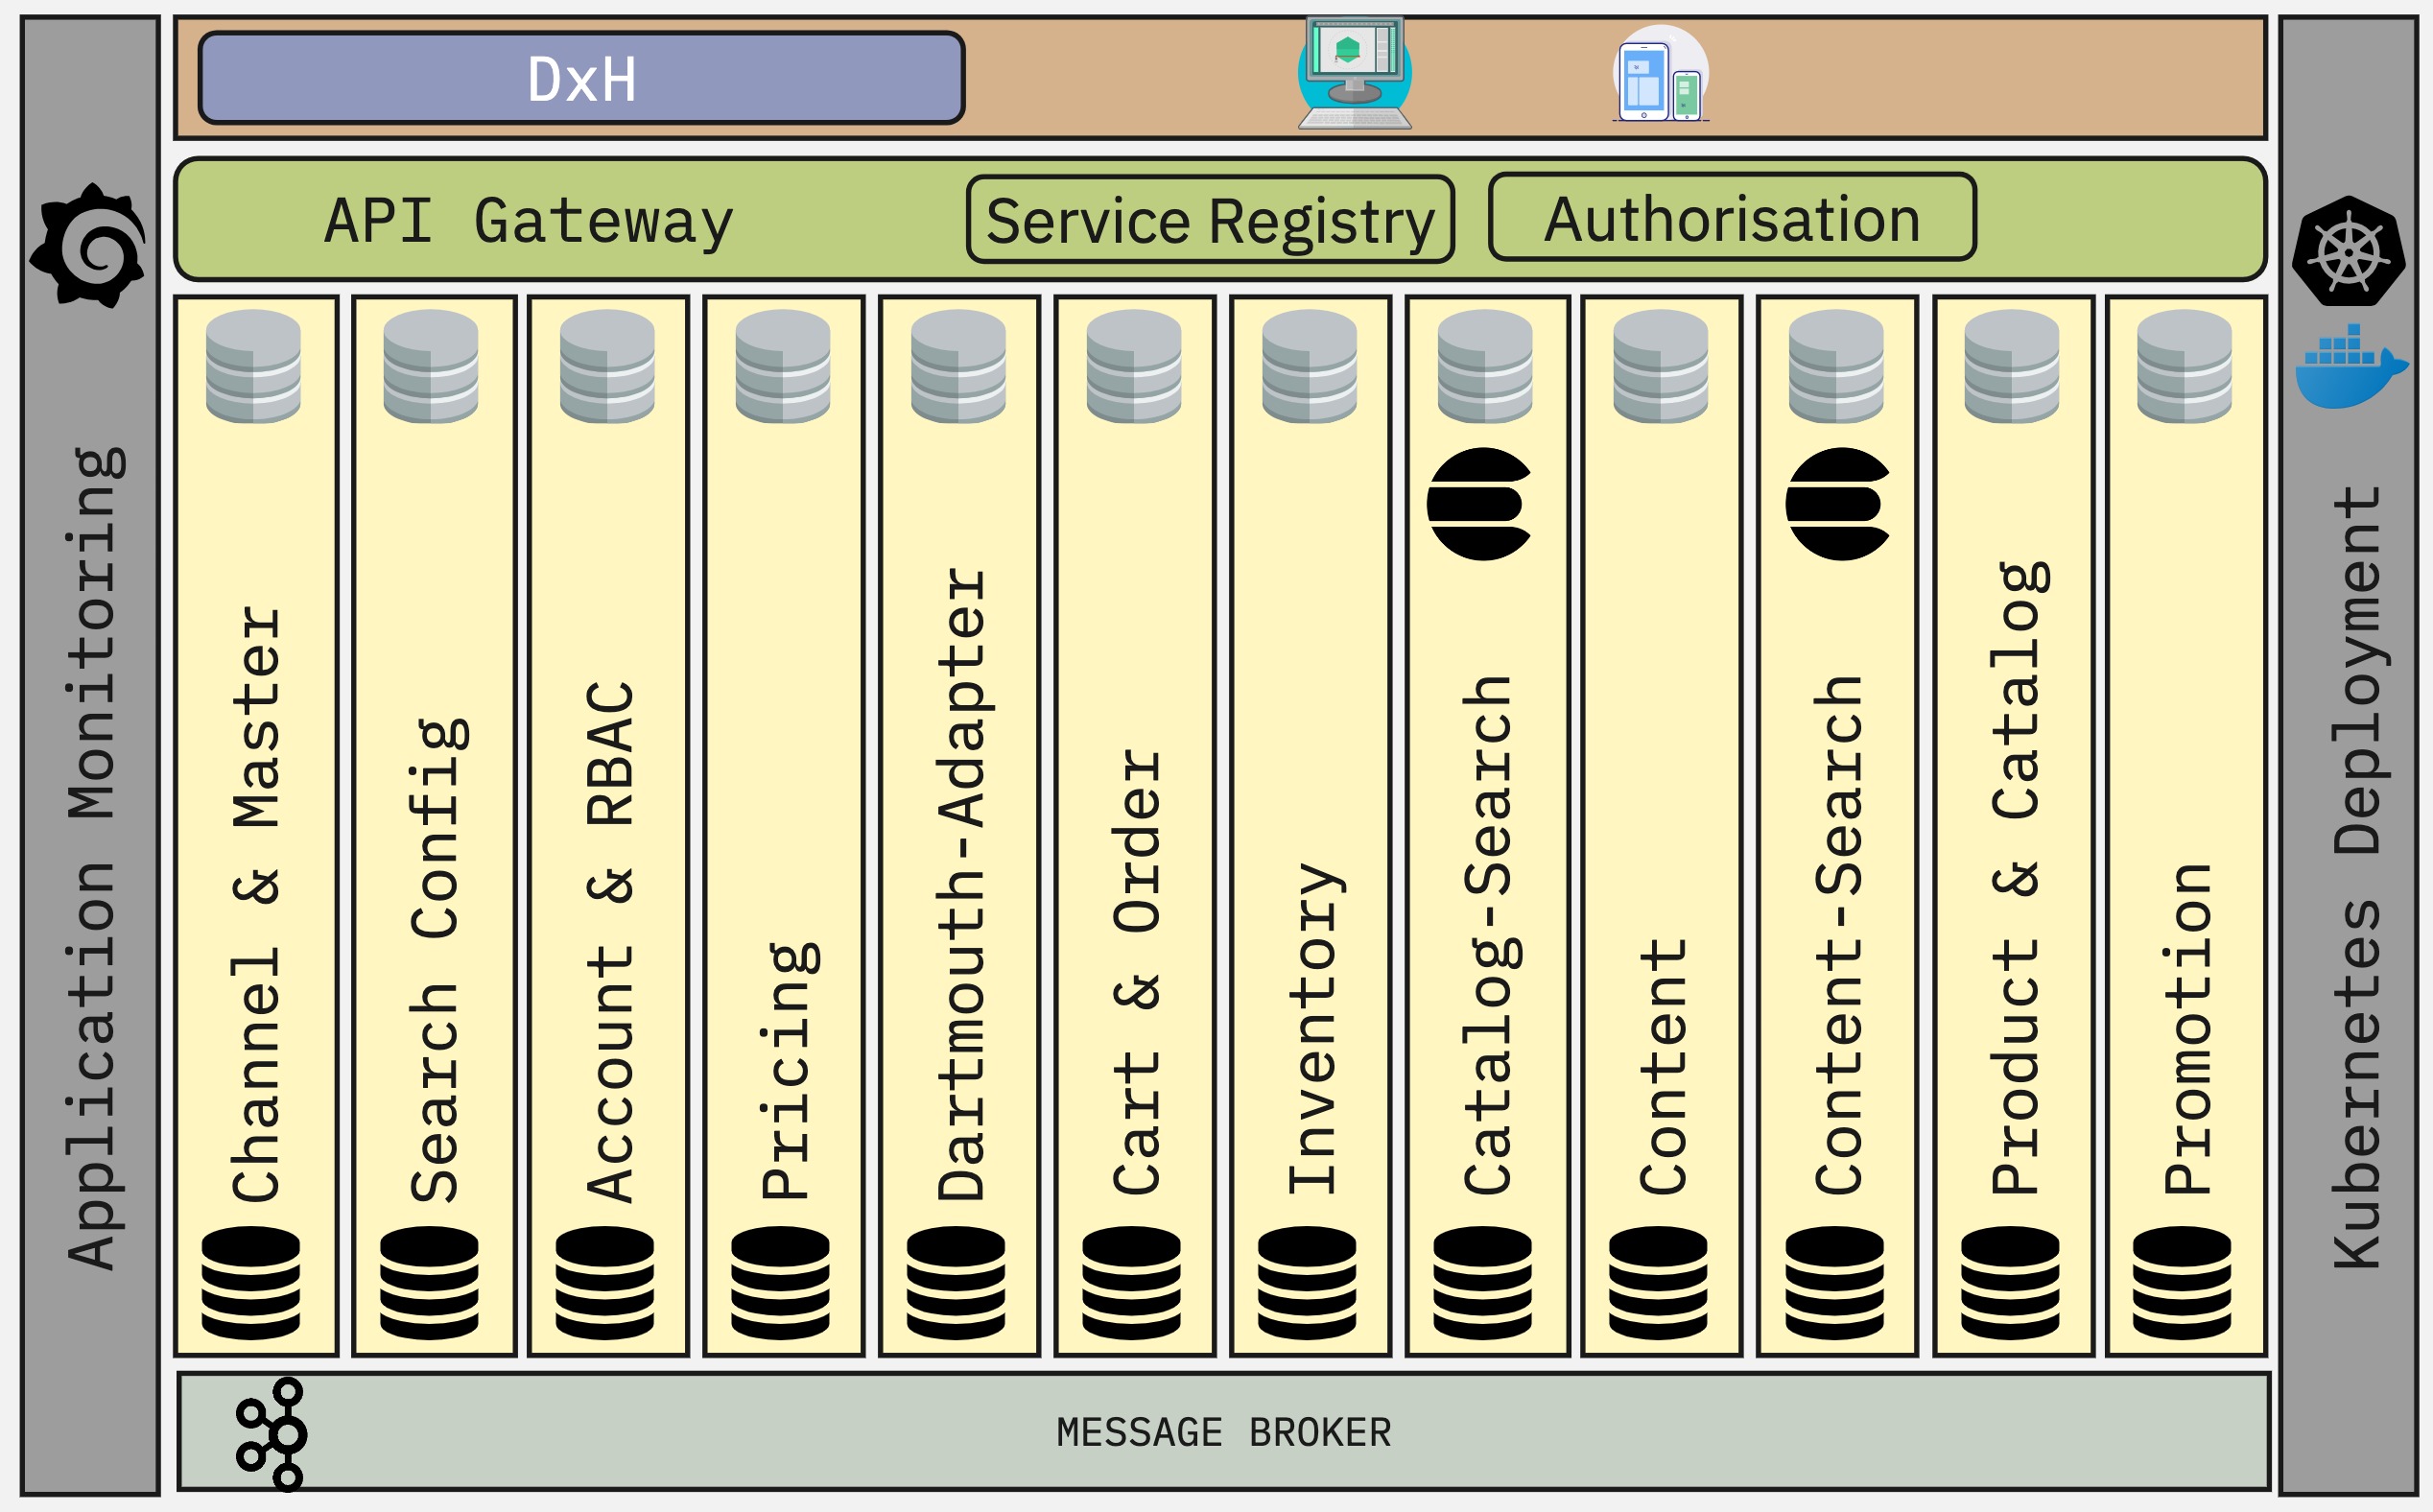 DxH
API Gateway
Service Registry
Authorisation
Application Monitoring
Channel & Master
Search Config
Account & RBAC
Pricing
Dartmouth-Adapter
Cart & Order
Inventory
Catalog-Search
Content
Content-Search
Product & Catalog
Promotion
Kubernetes Deployment
MESSAGE BROKER